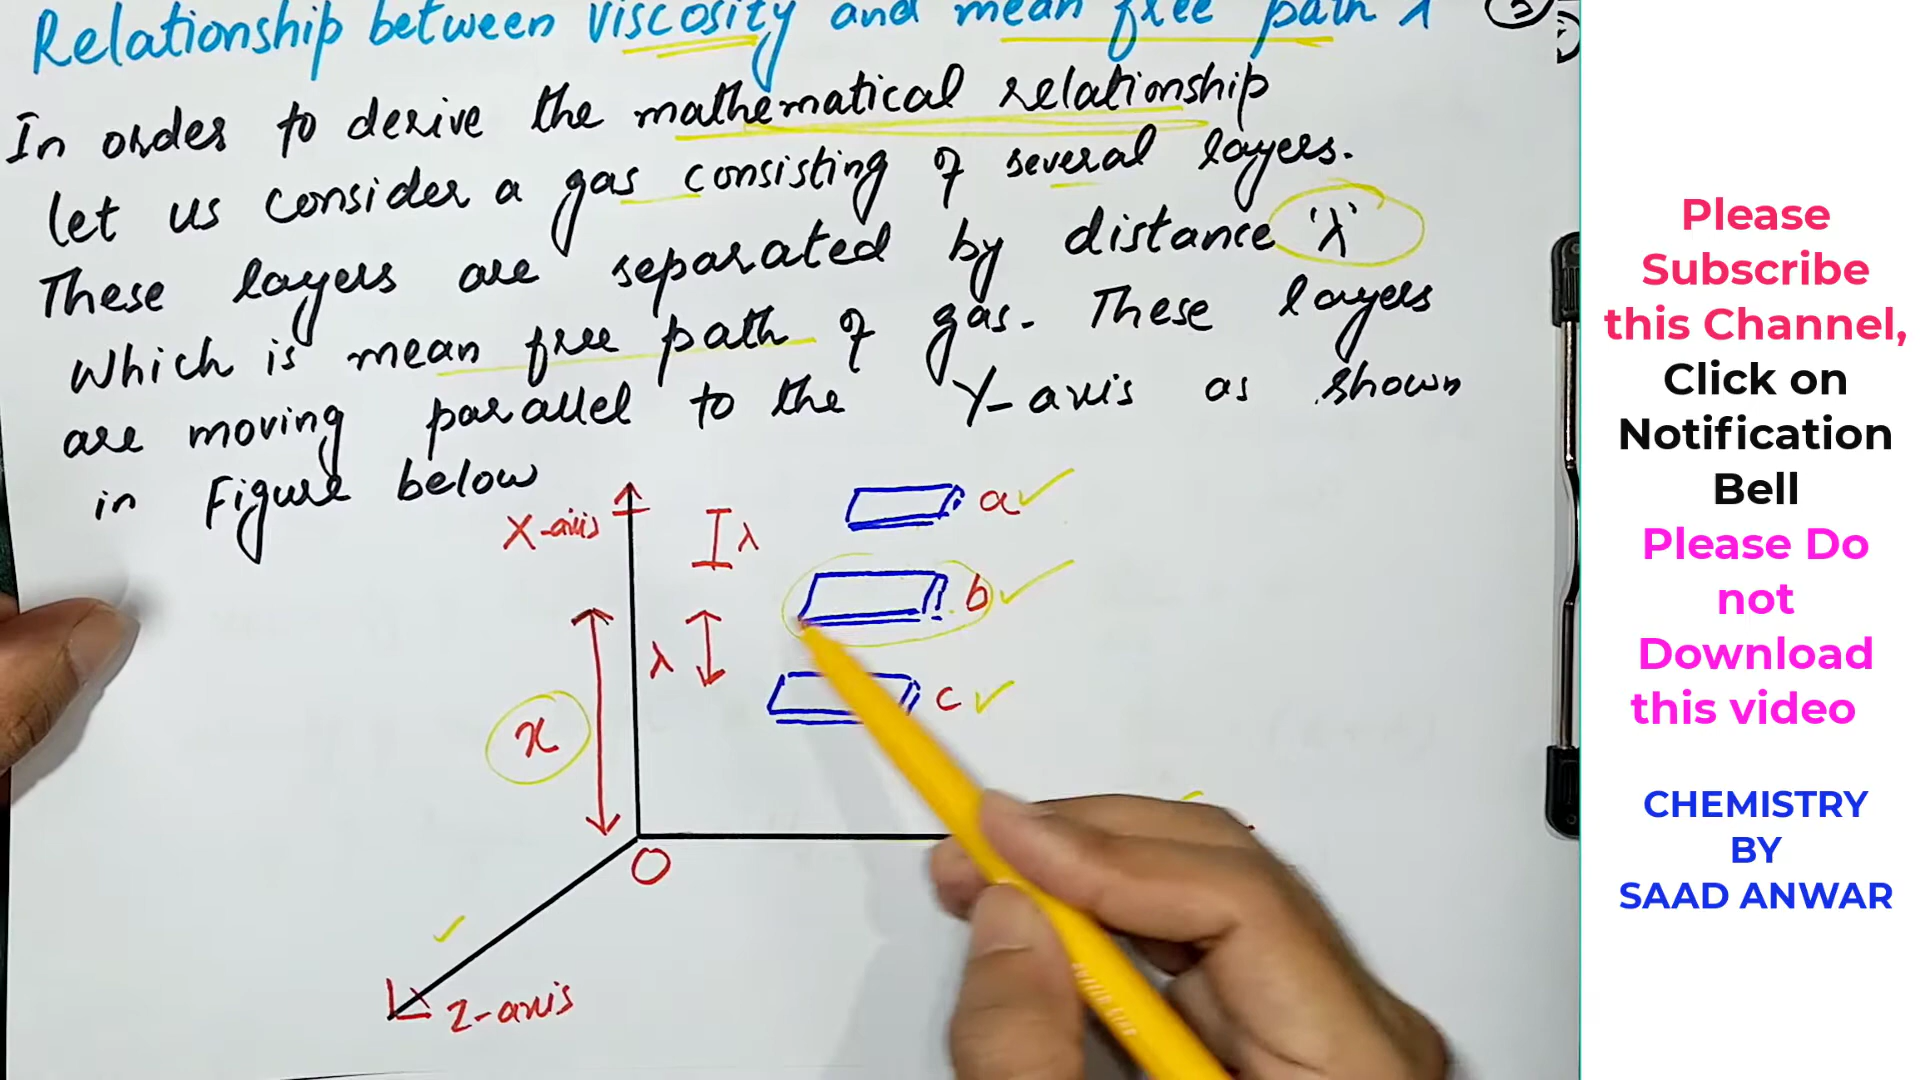 Relationship between viscosity and mean free path λ
In order to derive the mathematical relationship
let us consider a gas consisting of several layers.
These layers are separated by distance 'λ'
which is mean free path of gas. These layers
are moving parallel to the Y-axis as shown
in Figure below
X-axis
λ
a
b
λ
c
x
O
Z-axis
Please
Subscribe
this Channel,
Click on
Notification
Bell
Please Do
not
Download
this video
CHEMISTRY
BY
SAAD ANWAR